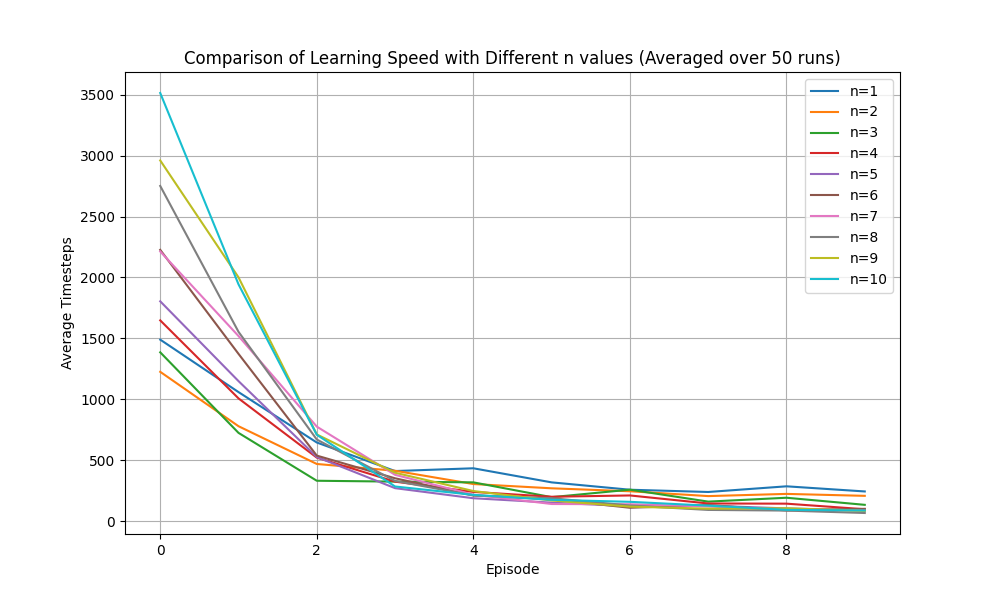 Comparison of Learning Speed with Different n values (Averaged over 50 runs)
3500
3000
2500
2000
1500
1000
500
0
Average Timesteps
0 2 4 6 8
Episode
n=1
n=2
n=3
n=4
n=5
n=6
n=7
n=8
n=9
n=10